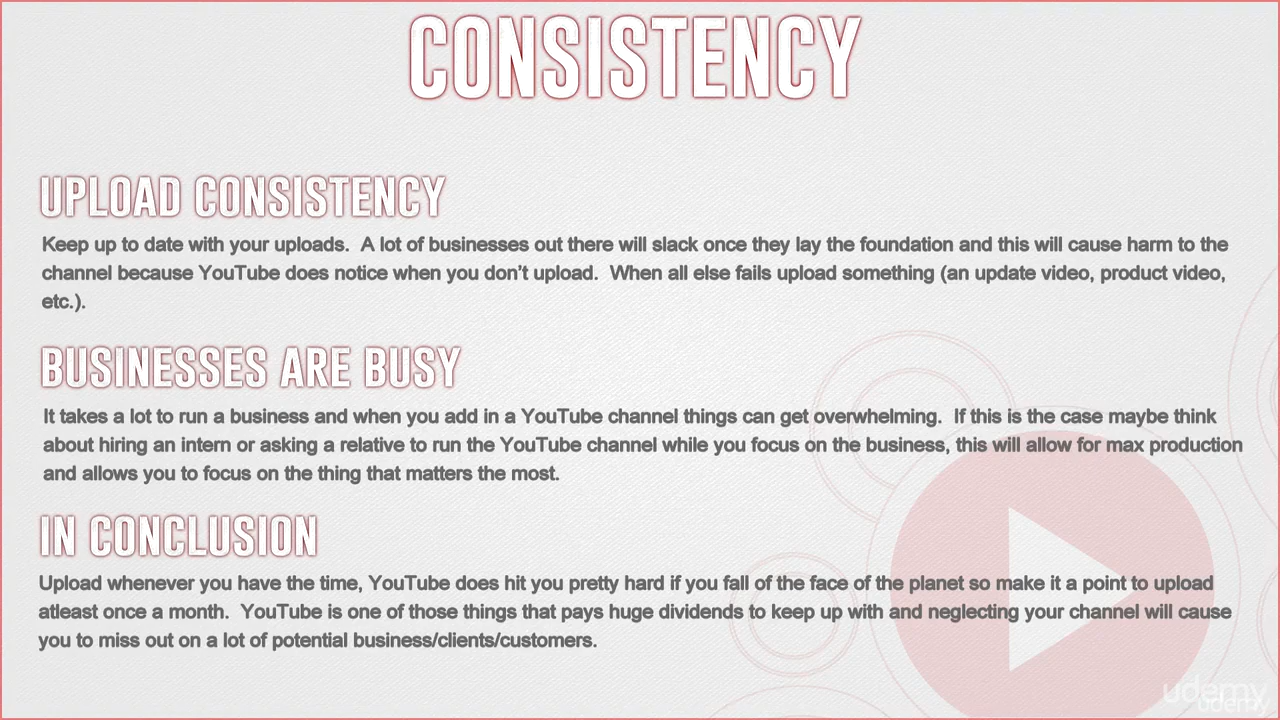 CONSISTENCY
UPLOAD CONSISTENCY
Keep up to date with your uploads.  A lot of businesses out there will slack once they lay the foundation and this will cause harm to the
channel because YouTube does notice when you don't upload.  When all else fails upload something (an update video, product video,
etc.).
BUSINESSES ARE BUSY
It takes a lot to run a business and when you add in a YouTube channel things can get overwhelming.  If this is the case maybe think
about hiring an intern or asking a relative to run the YouTube channel while you focus on the business, this will allow for max production
and allows you to focus on the thing that matters the most.
IN CONCLUSION
Upload whenever you have the time, YouTube does hit you pretty hard if you fall of the face of the planet so make it a point to upload
atleast once a month.  YouTube is one of those things that pays huge dividends to keep up with and neglecting your channel will cause
you to miss out on a lot of potential business/clients/customers.
udemy
udemy